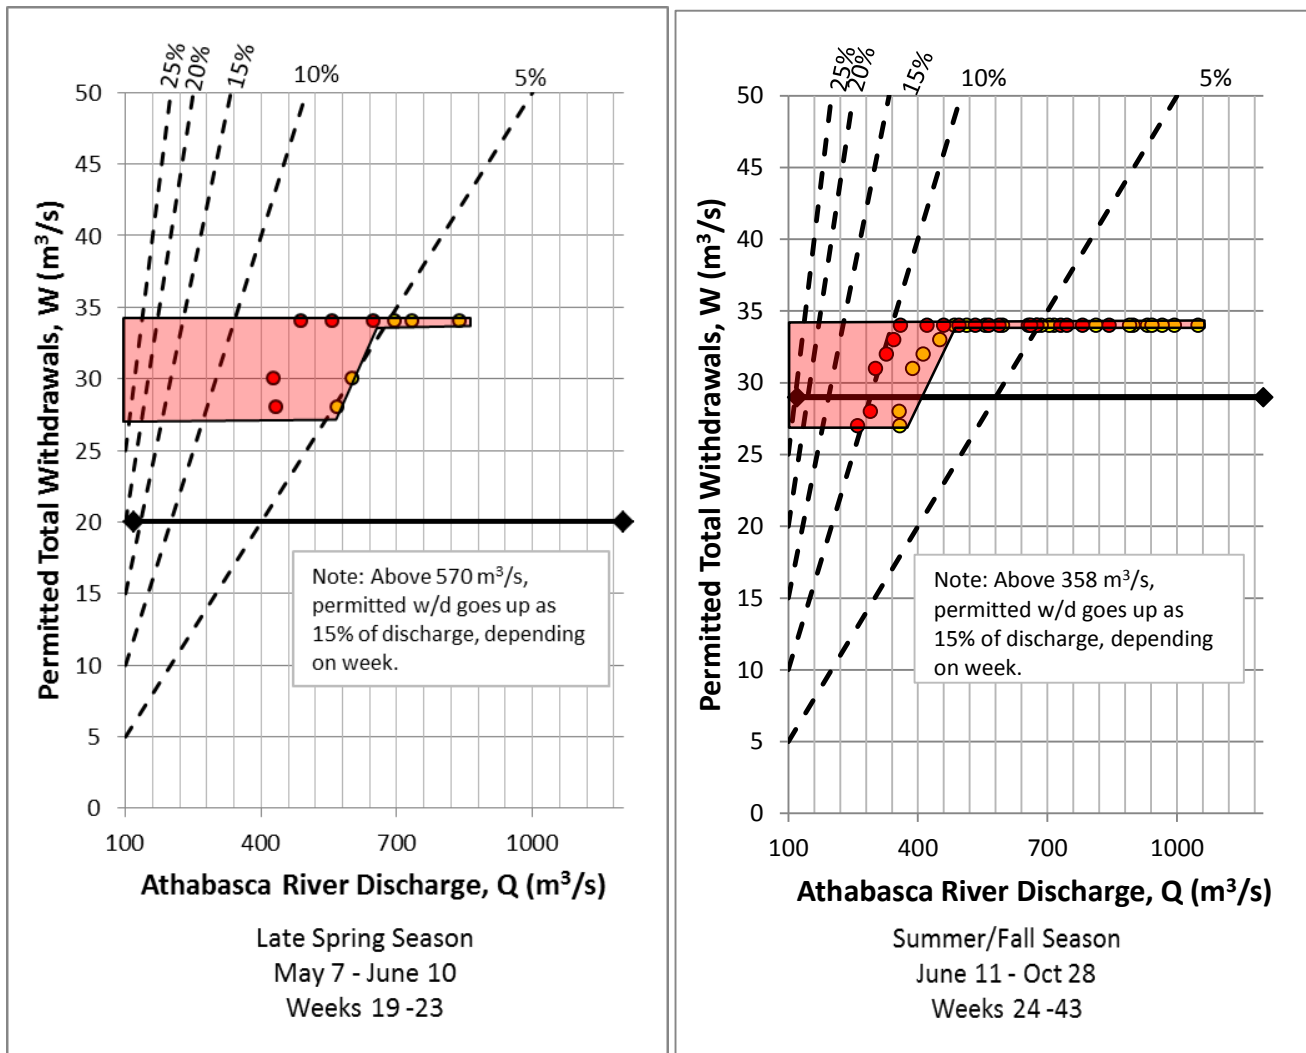 25%
20%
15%
10%
5%
50
45
40
35
30
25
20
15
10
5
0
Permitted Total Withdrawals, W (m³/s)
Note: Above 570 m³/s,
permitted w/d goes up as
15% of discharge, depending
on week.
100 400 700 1000
Athabasca River Discharge, Q (m³/s)
Late Spring Season
May 7 - June 10
Weeks 19 -23
25%
20%
15%
10%
5%
50
45
40
35
30
25
20
15
10
5
0
Permitted Total Withdrawals, W (m³/s)
Note: Above 358 m³/s,
permitted w/d goes up as
15% of discharge, depending
on week.
100 400 700 1000
Athabasca River Discharge, Q (m³/s)
Summer/Fall Season
June 11 - Oct 28
Weeks 24 -43